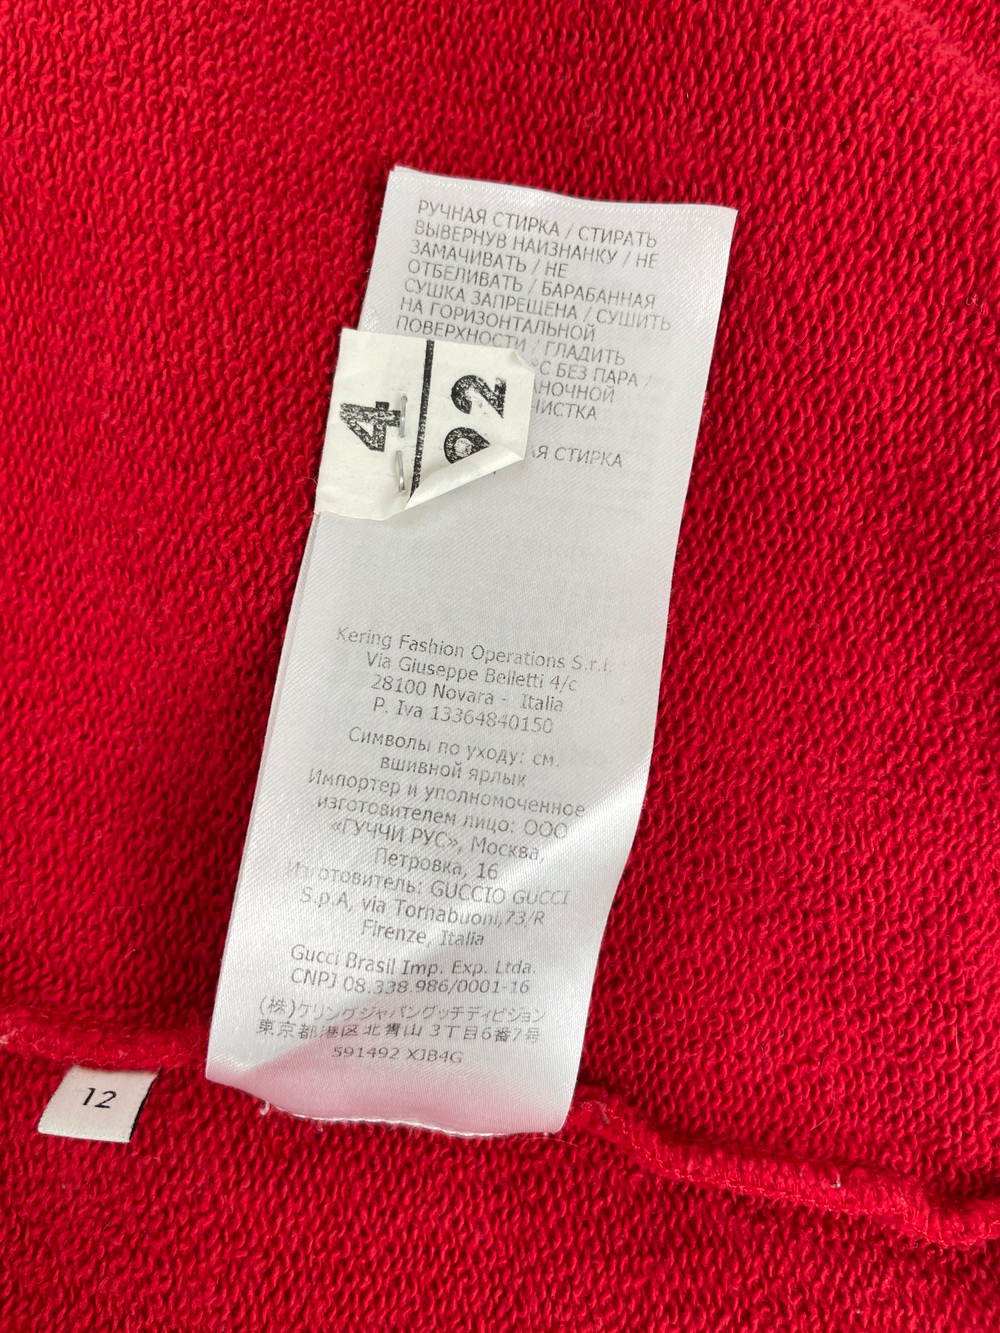 РУЧНАЯ СТИРКА / СТИРАТЬ
ВЫВЕРНУВ НАИЗНАНКУ / НЕ
ЗАМАЧИВАТЬ / НЕ
ОТБЕЛИВАТЬ / БАРАБАННАЯ
СУШКА ЗАПРЕЩЕНА / СУШИТЬ
НА ГОРИЗОНТАЛЬНОЙ
ПОВЕРХНОСТИ / ГЛАДИТЬ
°С БЕЗ ПАРА /
СТИРКА
4
92
Kering Fashion Operations S.r.l.
Via Giuseppe Belletti 4/c
28100 Novara - Italia
P. Iva 13364840150
Символы по уходу: см.
вшивной ярлык
Импортер и уполномоченное
изготовителем лицо: ООО
«ГУЧЧИ РУС», Москва,
Петровка, 16
Изготовитель: GUCCIO GUCCI
S.p.A, via Tornabuoni,73/R
Firenze, Italia
Gucci Brasil Imp. Exp. Ltda.
CNPJ 08.338.986/0001-16
(株)ケリングジャパングッチディビジョン
東京都港区北青山 3丁目6番7号
591492 XJB4G
12